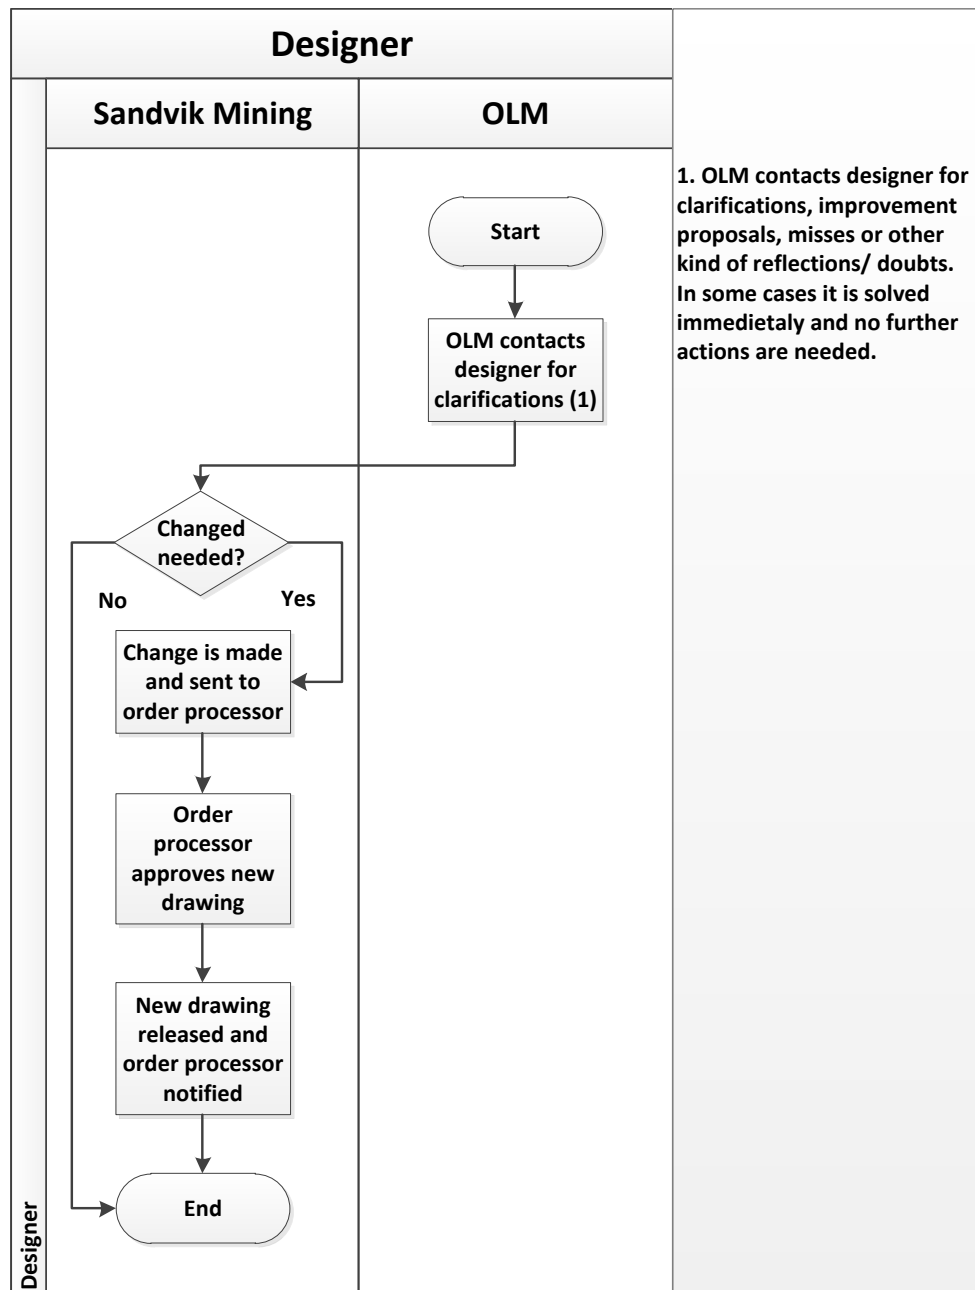 Designer
Sandvik Mining
OLM
Start
OLM contacts
designer for
clarifications (1)
Changed
needed?
No
Yes
Change is made
and sent to
order processor
Order
processor
approves new
drawing
New drawing
released and
order processor
notified
End
Designer
1. OLM contacts designer for
clarifications, improvement
proposals, misses or other
kind of reflections/ doubts.
In some cases it is solved
immedietaly and no further
actions are needed.